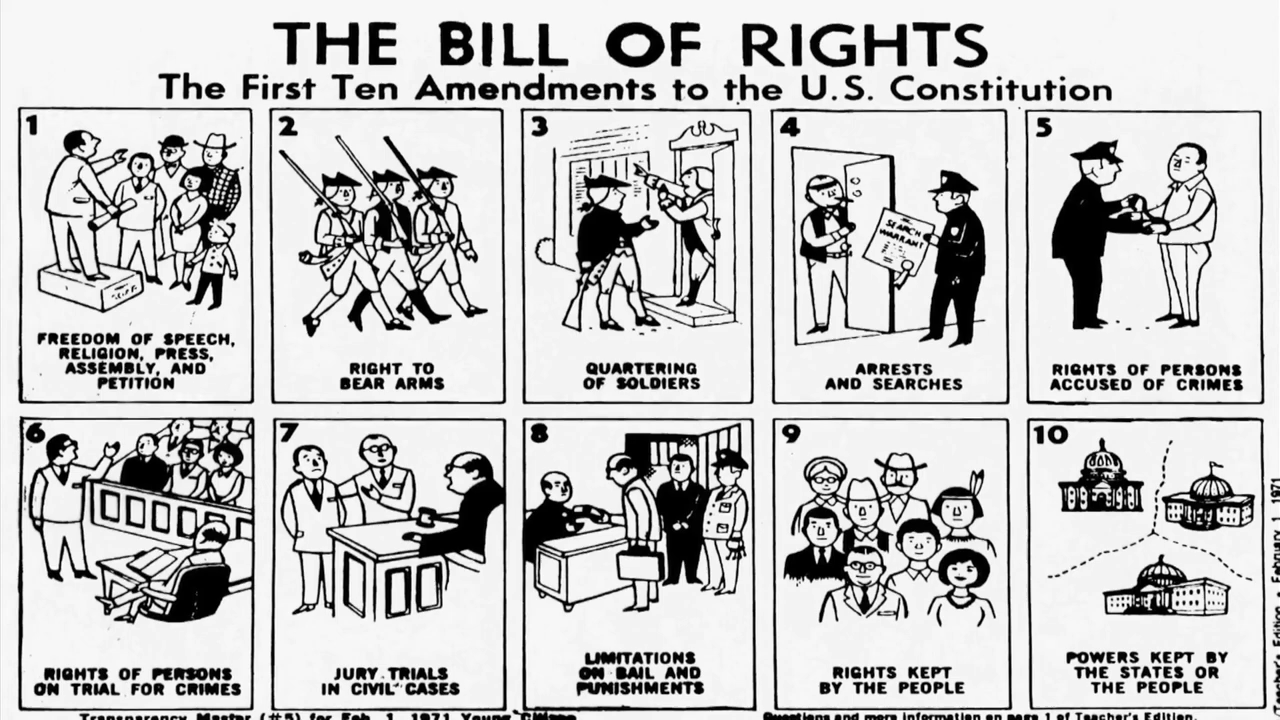 THE BILL OF RIGHTS
The First Ten Amendments to the U.S. Constitution
1
FREEDOM OF SPEECH,
RELIGION, PRESS,
ASSEMBLY, AND
PETITION
2
RIGHT TO
BEAR ARMS
3
QUARTERING
OF SOLDIERS
4
SEARCH
WARRANT
ARRESTS
AND SEARCHES
5
RIGHTS OF PERSONS
ACCUSED OF CRIMES
6
RIGHTS OF PERSONS
ON TRIAL FOR CRIMES
7
JURY TRIALS
IN CIVIL CASES
8
LIMITATIONS
ON BAIL AND
PUNISHMENTS
9
RIGHTS KEPT
BY THE PEOPLE
10
POWERS KEPT BY
THE STATES OR
THE PEOPLE
Transparency Master (#5) for Feb. 1, 1971 Young Citizen
Questions and more information on page 1 of Teacher's Edition.
Teacher's Edition • February 1, 1971